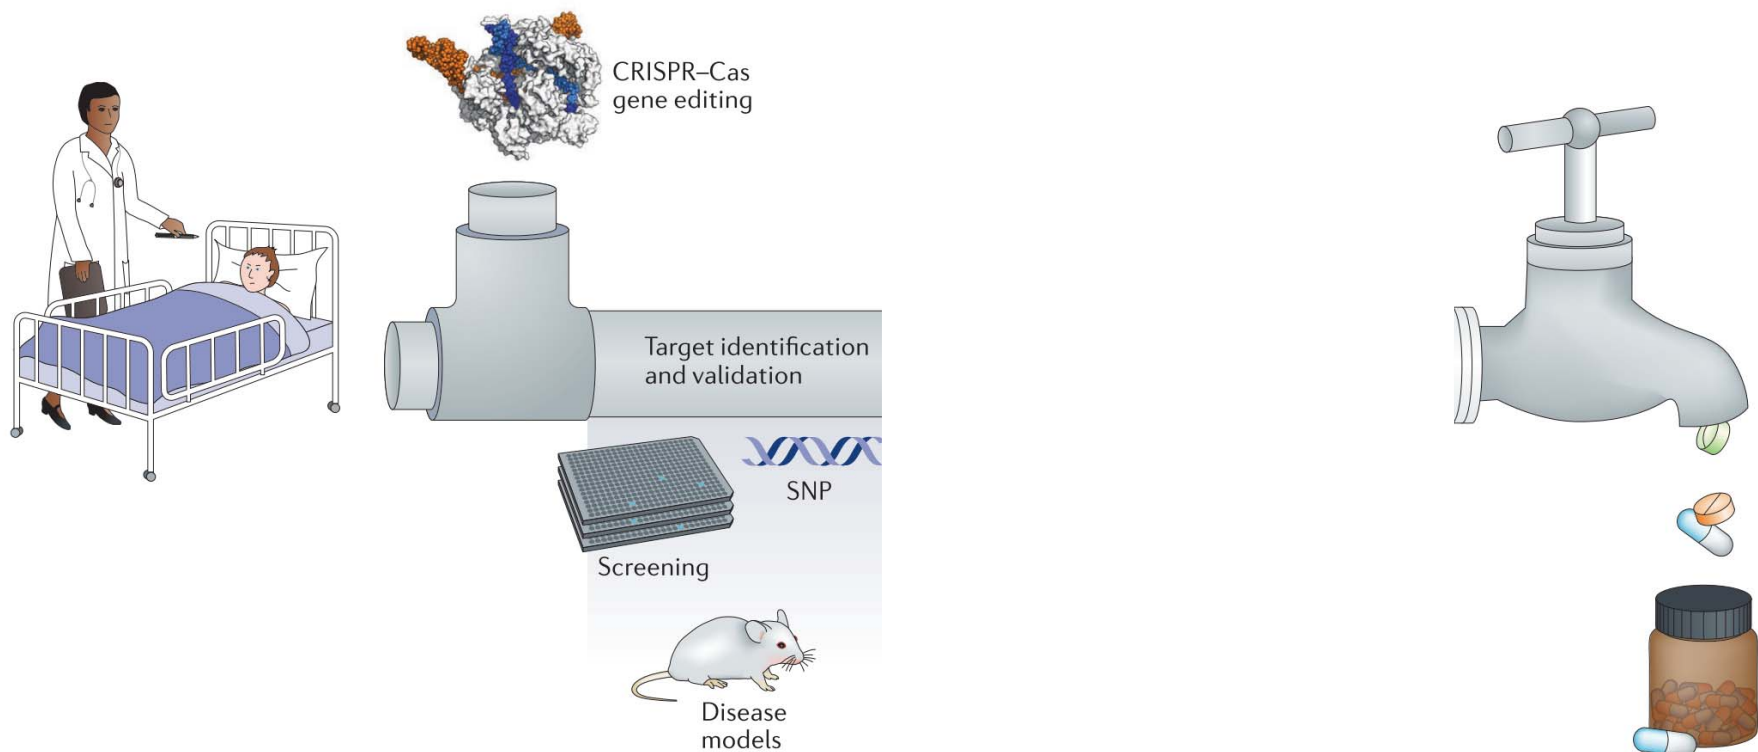 CRISPR–Cas
gene editing
Target identification
and validation
SNP
Screening
Disease
models